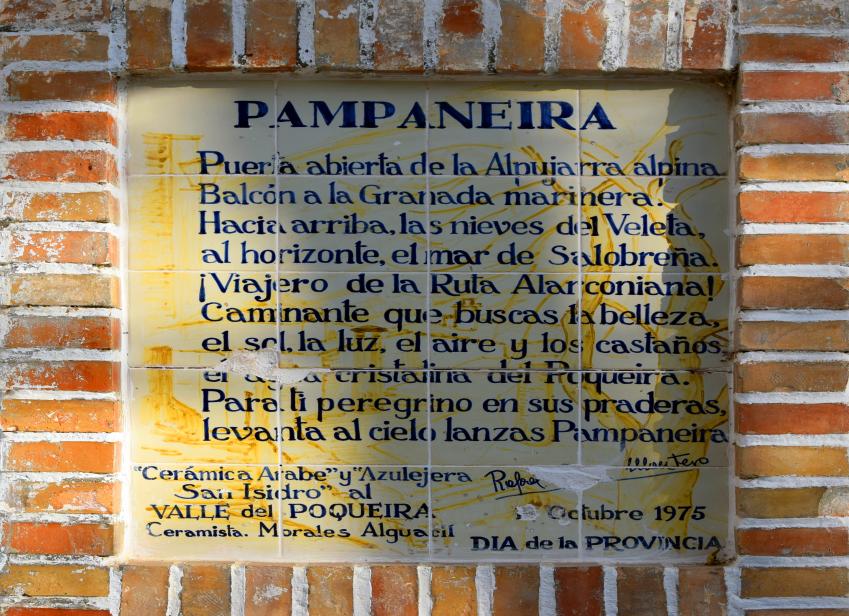 PAMPANEIRA
Puerta abierta de la Alpujarra alpina
Balcón a la Granada marinera.
Hacia arriba, las nieves del Veleta,
al horizonte, el mar de Salobreña.
¡Viajero de la Ruta Alarconiana!
Caminante que buscas la belleza,
el sol, la luz, el aire y los castaños,
el agua cristalina del Poqueira.
Para ti peregrino en sus praderas,
levanta al cielo lanzas Pampaneira
Rafael Montero
"Cerámica Arabe" y "Azulejera
San Isidro" al
VALLE del POQUEIRA.
Ceramista. Morales Alguacil
Octubre 1975
DIA de la PROVINCIA